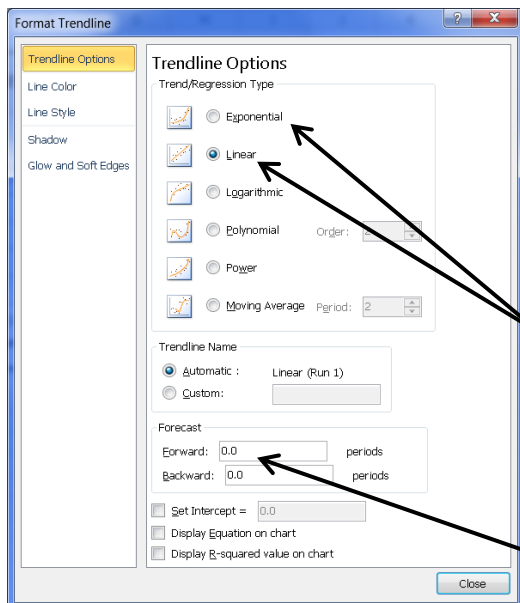 Format Trendline
Trendline Options
Line Color
Line Style
Shadow
Glow and Soft Edges
Trendline Options
Trend/Regression Type
Exponential
Linear
Logarithmic
Polynomial Order: 2
Power
Moving Average Period: 2
Trendline Name
Automatic : Linear (Run 1)
Custom:
Forecast
Forward: 0.0 periods
Backward: 0.0 periods
Set Intercept = 0.0
Display Equation on chart
Display R-squared value on chart
Close